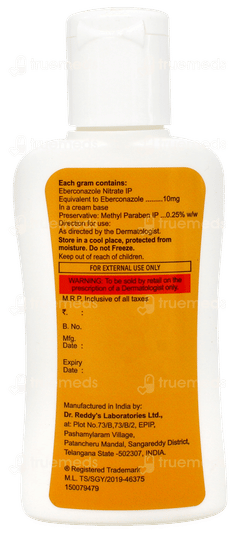 Each gram contains:
Eberconazole Nitrate IP
Equivalent to Eberconazole .........10mg
In a cream base
Preservative: Methyl Paraben IP ...0.25% w/w
Direction for use:
As directed by the Dermatologist.
Store in a cool place, protected from
moisture. Do not Freeze.
Keep out of reach of children.
FOR EXTERNAL USE ONLY
WARNING: To be sold by retail on the
prescription of a Dermatologist only.
M.R.P. Inclusive of all taxes
₹. :
B. No.
Mfg.
Date :
Expiry
Date :
Manufactured in India by:
Dr. Reddy's Laboratories Ltd.,
at: Plot No.73/B,73/B/2, EPIP,
Pashamylaram Village,
Patancheru Mandal, Sangareddy District,
Telangana State -502307, INDIA.
® Registered Trademark
M.L. TS/SGY/2019-46375
150079479
truemeds
truemeds
truemeds
truemeds